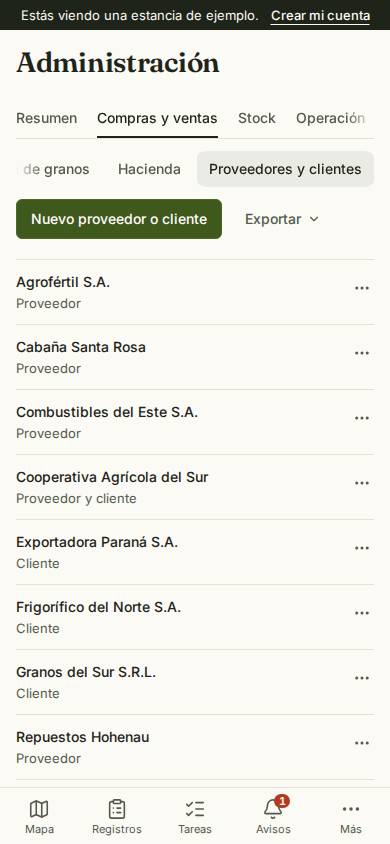 Estás viendo una estancia de ejemplo. Crear mi cuenta
Administración
Resumen Compras y ventas Stock Operación
de granos Hacienda Proveedores y clientes
Nuevo proveedor o cliente Exportar
Agrofértil S.A.
Proveedor
Cabaña Santa Rosa
Proveedor
Combustibles del Este S.A.
Proveedor
Cooperativa Agrícola del Sur
Proveedor y cliente
Exportadora Paraná S.A.
Cliente
Frigorífico del Norte S.A.
Cliente
Granos del Sur S.R.L.
Cliente
Repuestos Hohenau
Proveedor
1
Mapa Registros Tareas Avisos Más